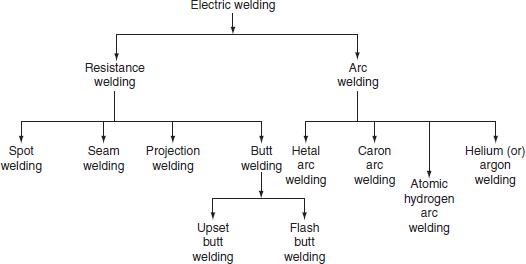 Electric welding
Resistance
welding
Arc
welding
Spot
welding
Seam
welding
Projection
welding
Butt
welding
Hetal
arc
welding
Caron
arc
welding
Atomic
hydrogen
arc
welding
Helium (or)
argon
welding
Upset
butt
welding
Flash
butt
welding